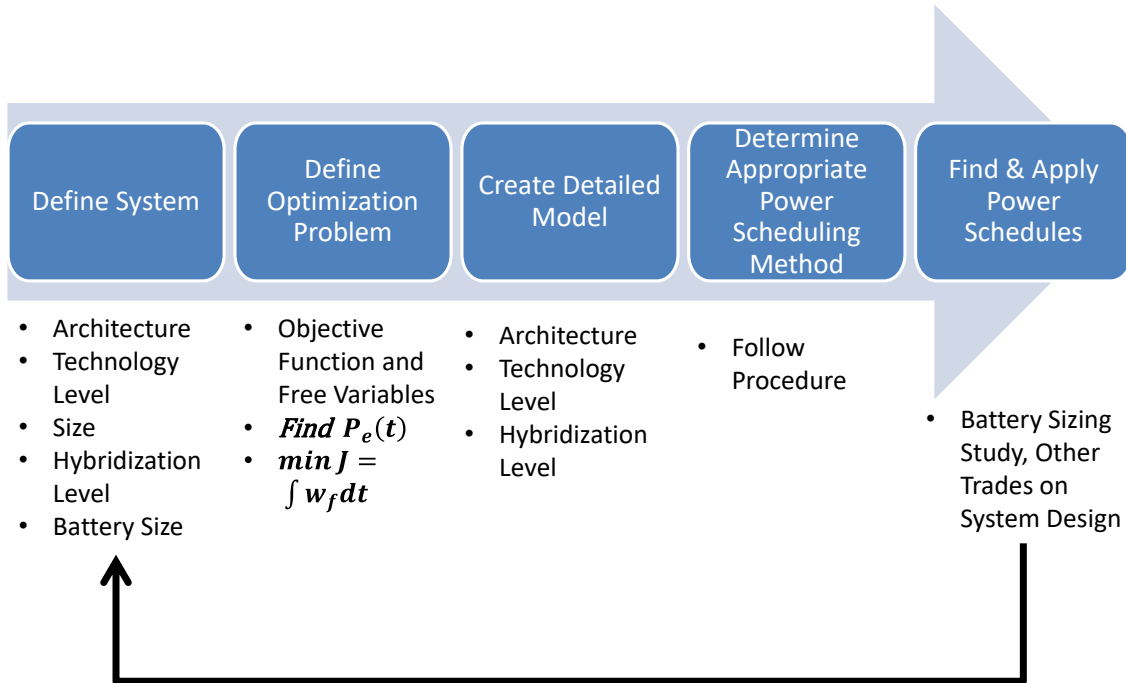 Define System
Define
Optimization
Problem
Create Detailed
Model
Determine
Appropriate
Power
Scheduling
Method
Find & Apply
Power
Schedules
• Architecture
• Technology
Level
• Size
• Hybridization
Level
• Battery Size
• Objective
Function and
Free Variables
• Find P_e(t)
• min J =
∫ w_f dt
• Architecture
• Technology
Level
• Hybridization
Level
• Follow
Procedure
• Battery Sizing
Study, Other
Trades on
System Design